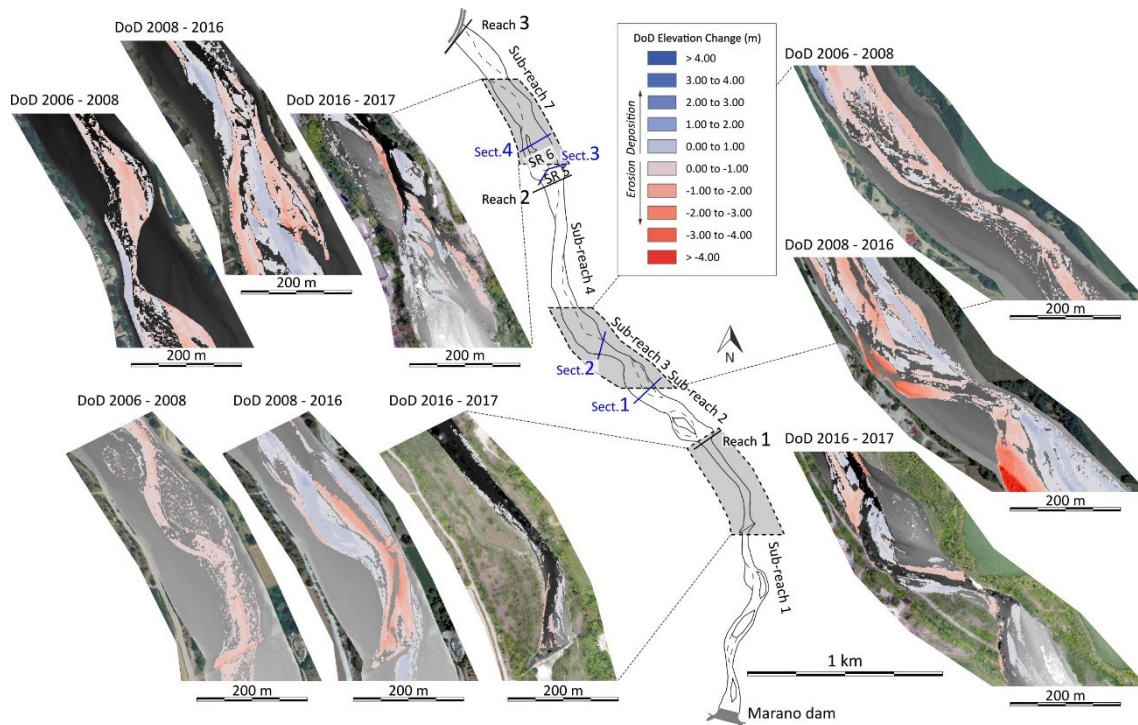 DoD 2008 - 2016
DoD 2006 - 2008
DoD 2016 - 2017
200 m
200 m
200 m
Reach 3
Sub-reach 7
Sect.4
SR 6
Sect.3
SR 5
Reach 2
Sub-reach 4
Sub-reach 3
Sect.2
Sub-reach 2
Sect.1
N
Reach 1
Sub-reach 1
1 km
Marano dam
DoD Elevation Change (m)
> 4.00
3.00 to 4.00
2.00 to 3.00
1.00 to 2.00
0.00 to 1.00
0.00 to -1.00
-1.00 to -2.00
-2.00 to -3.00
-3.00 to -4.00
> -4.00
Erosion Deposition
DoD 2006 - 2008
200 m
DoD 2008 - 2016
200 m
DoD 2016 - 2017
200 m
DoD 2006 - 2008
DoD 2008 - 2016
DoD 2016 - 2017
200 m
200 m
200 m